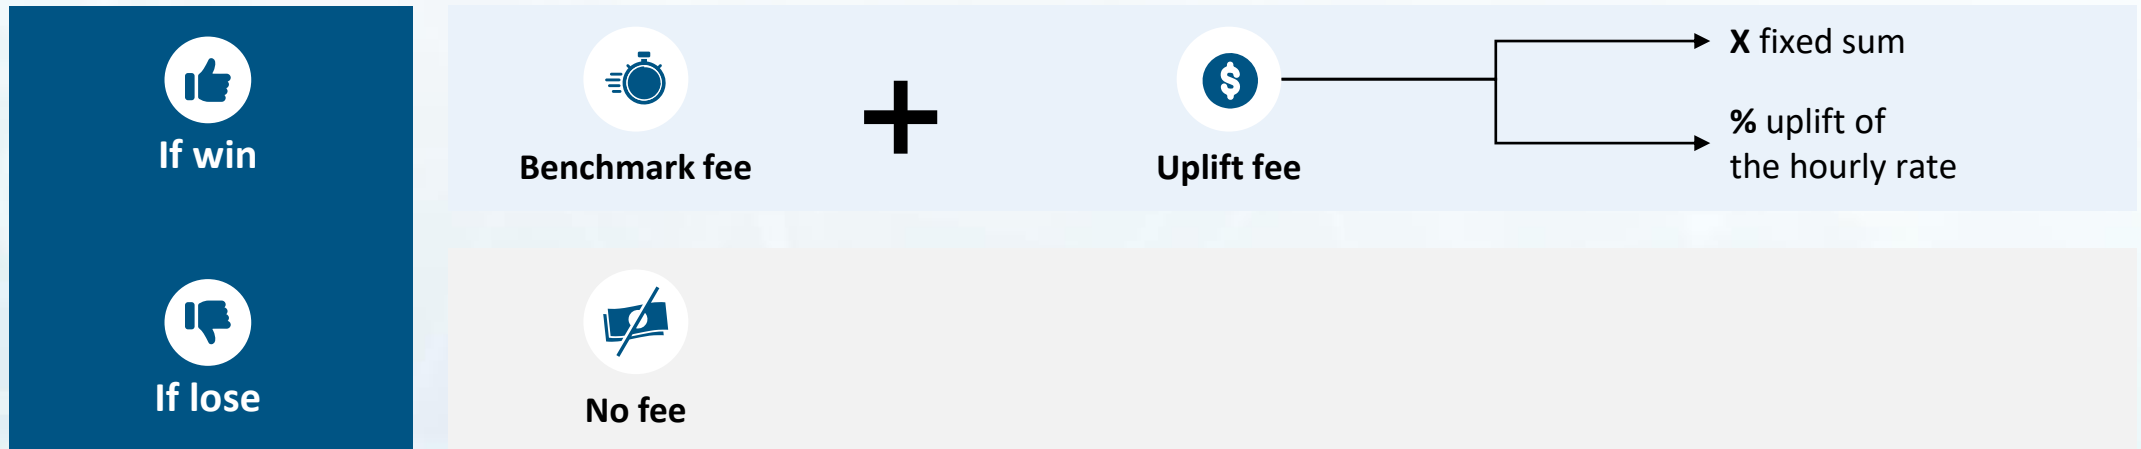 If win
Benchmark fee
+
$
Uplift fee
X fixed sum
% uplift of
the hourly rate
If lose
No fee